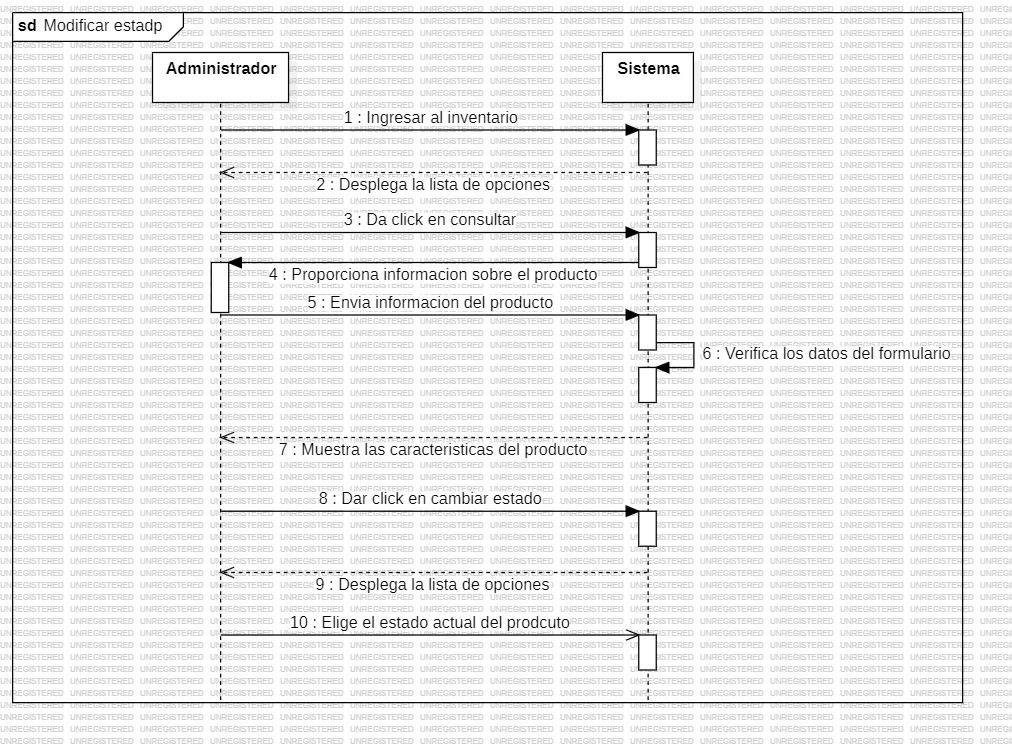 sd Modificar estadp
Administrador
Sistema
1 : Ingresar al inventario
2 : Desplega la lista de opciones
3 : Da click en consultar
4 : Proporciona informacion sobre el producto
5 : Envia informacion del producto
6 : Verifica los datos del formulario
7 : Muestra las caracteristicas del producto
8 : Dar click en cambiar estado
9 : Desplega la lista de opciones
10 : Elige el estado actual del prodcuto
UNREGISTERED